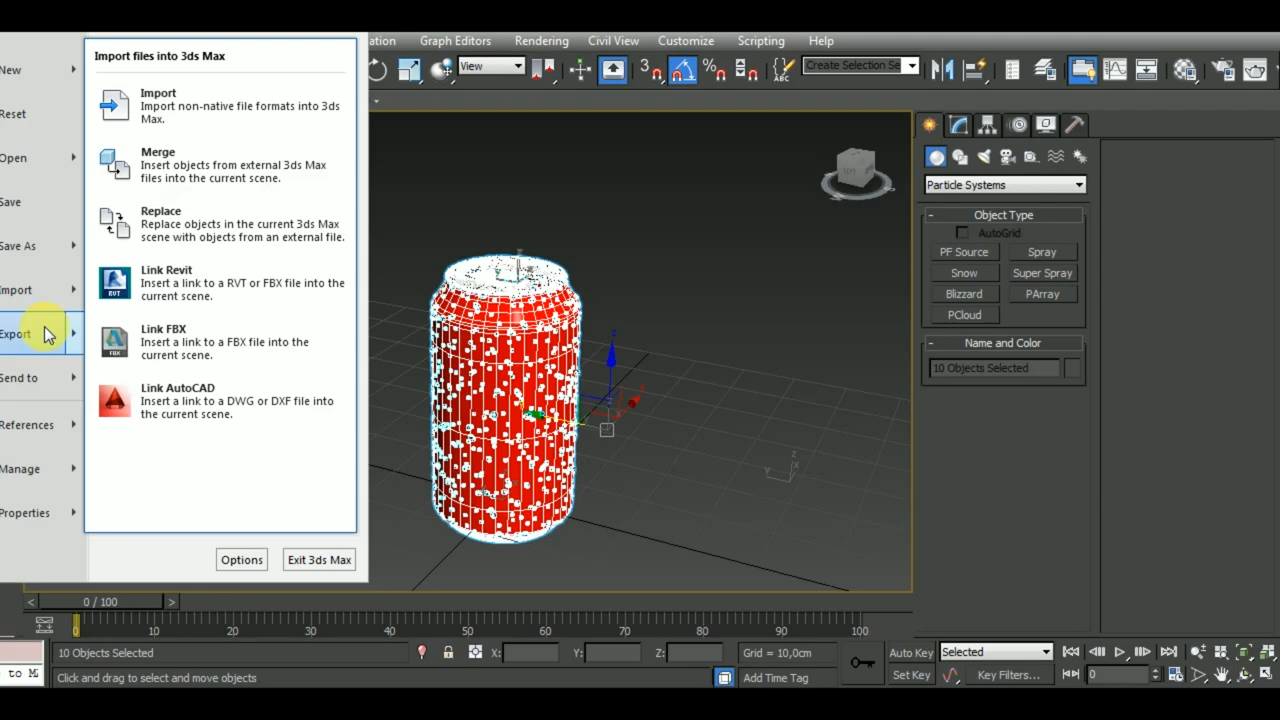 ation Graph Editors Rendering Civil View Customize Scripting Help
View
3
%
ABC
Create Selection Se
New
Reset
Open
Save
Save As
Import
Export
Send to
References
Manage
Properties
Import files into 3ds Max
Import
Import non-native file formats into 3ds
Max.
Merge
Insert objects from external 3ds Max
files into the current scene.
Replace
Replace objects in the current 3ds Max
scene with objects from an external file.
RVT
Link Revit
Insert a link to a RVT or FBX file into the
current scene.
FBX
Link FBX
Insert a link to a FBX file into the
current scene.
Link AutoCAD
Insert a link to a DWG or DXF file into
the current scene.
Options Exit 3ds Max
z
x
Y
Particle Systems
- Object Type
AutoGrid
PF Source Spray
Snow Super Spray
Blizzard PArray
PCloud
- Name and Color
10 Objects Selected
< 0 / 100 >
0 10 20 30 40 50 60 70 80 90 100
10 Objects Selected X: Y: Z: Grid = 10,0cm Auto Key Selected
to Mi Click and drag to select and move objects Add Time Tag Set Key Key Filters... 0